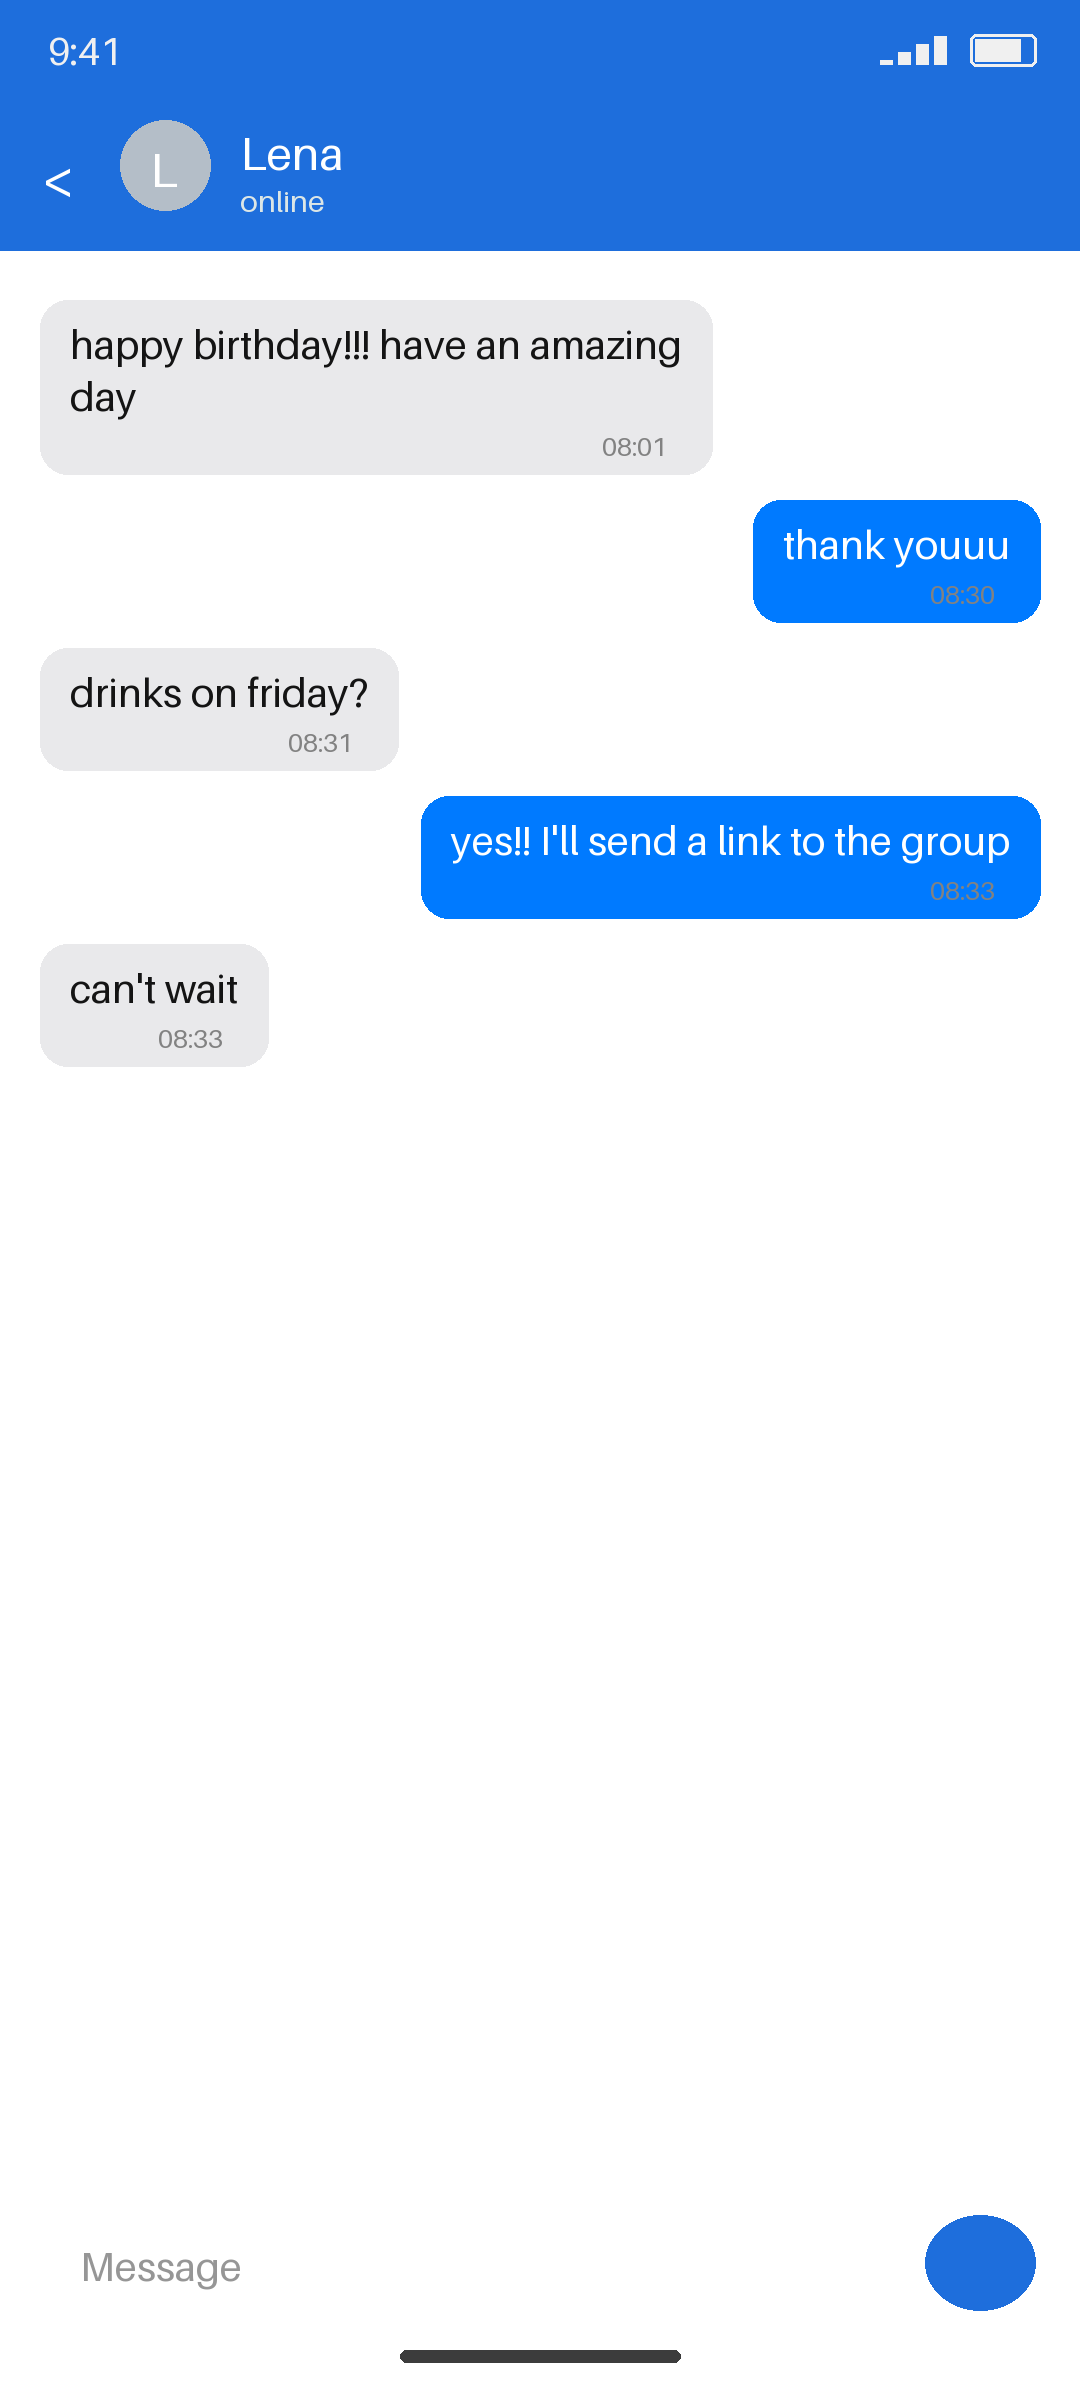 9:41
<
L
Lena
online
happy birthday!!! have an amazing
day
08:01
thank youuu
08:30
drinks on friday?
08:31
yes!! I'll send a link to the group
08:33
can't wait
08:33
Message